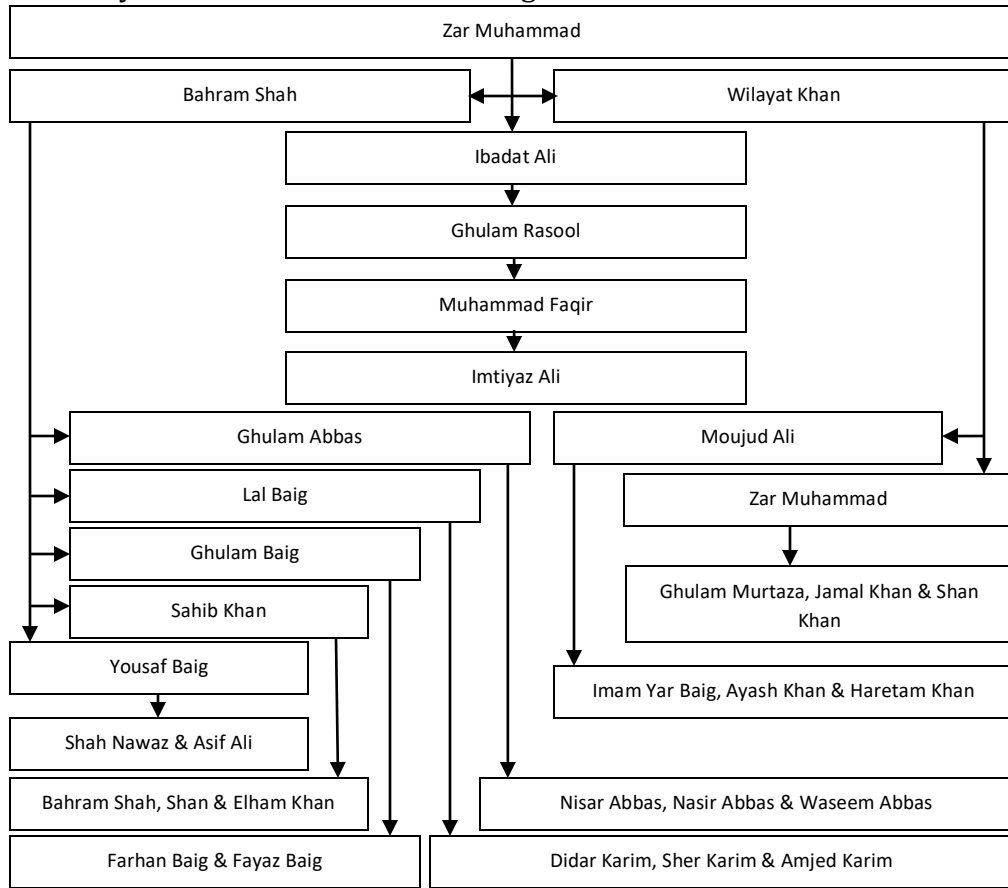 Zar Muhammad
Bahram Shah
Wilayat Khan
Ibadat Ali
Ghulam Rasool
Muhammad Faqir
Imtiyaz Ali
Ghulam Abbas
Moujud Ali
Lal Baig
Zar Muhammad
Ghulam Baig
Ghulam Murtaza, Jamal Khan & Shan
Khan
Sahib Khan
Yousaf Baig
Imam Yar Baig, Ayash Khan & Haretam Khan
Shah Nawaz & Asif Ali
Bahram Shah, Shan & Elham Khan
Nisar Abbas, Nasir Abbas & Waseem Abbas
Farhan Baig & Fayaz Baig
Didar Karim, Sher Karim & Amjed Karim